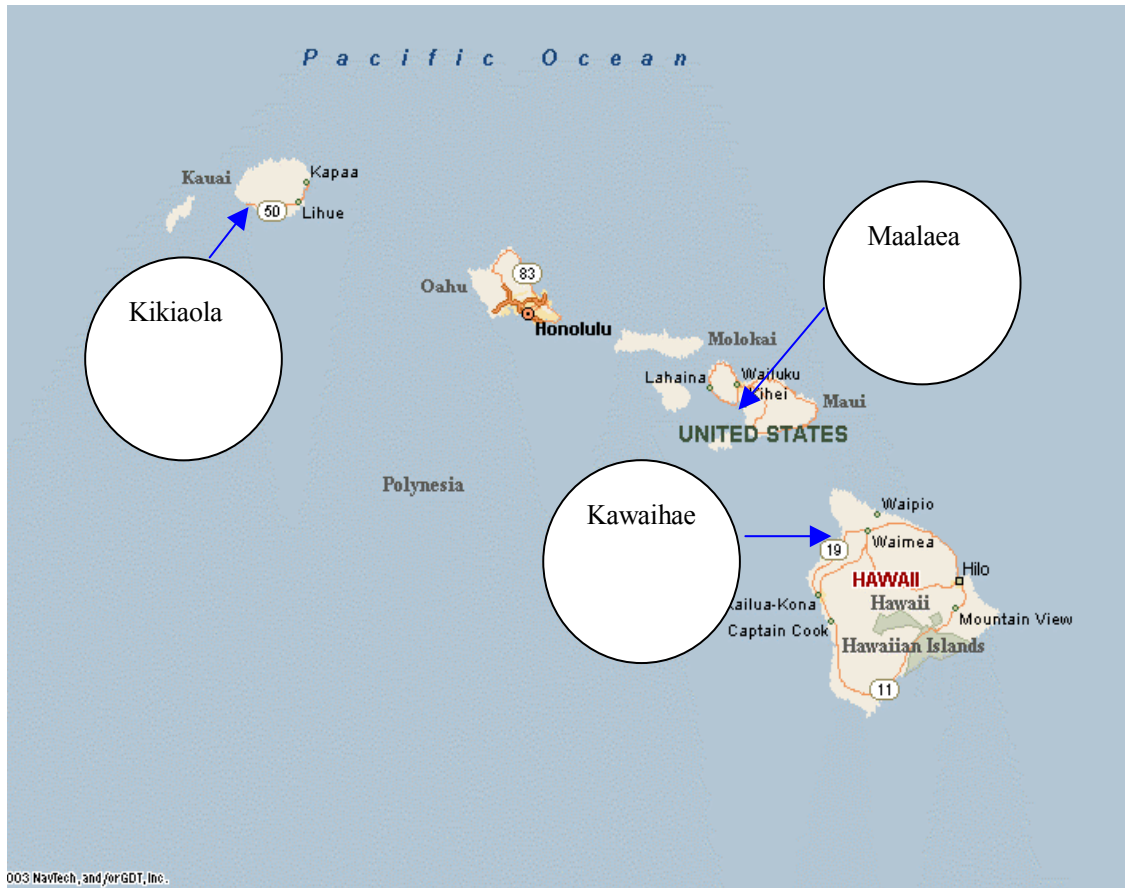 Pacific Ocean
Kapaa
Kauai
50
Lihue
Maalaea
83
Oahu
Kikiaola
Honolulu
Molokai
Lahaina
Wailuku
Kihei
Maui
UNITED STATES
Polynesia
Kawaihae
Waipio
19
Waimea
HAWAII
Hilo
ailua-Kona
Hawaii
Mountain View
Captain Cook
Hawaiian Islands
11
003 NavTech, and/or GDT, Inc.